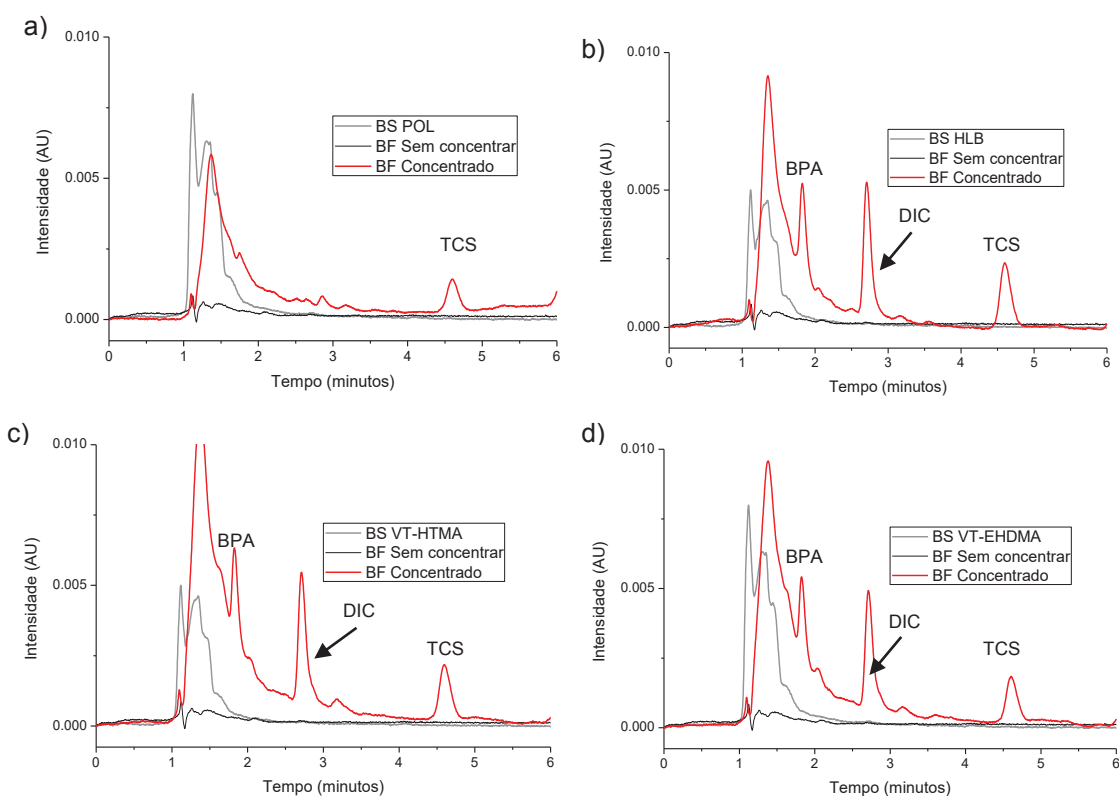 a)
0.010
0.005
0.000
Intensidade (AU)
BS POL
BF Sem concentrar
BF Concentrado
TCS
0 1 2 3 4 5 6
Tempo (minutos)
b)
0.010
0.005
0.000
Intensidade (AU)
BS HLB
BF Sem concentrar
BF Concentrado
BPA
DIC
TCS
0 1 2 3 4 5 6
Tempo (minutos)
c)
0.010
0.005
0.000
Intensidade (AU)
BS VT-HTMA
BF Sem concentrar
BF Concentrado
BPA
DIC
TCS
0 1 2 3 4 5 6
Tempo (minutos)
d)
0.010
0.005
0.000
Intensidade (AU)
BS VT-EHDMA
BF Sem concentrar
BF Concentrado
BPA
DIC
TCS
0 1 2 3 4 5 6
Tempo (minutos)